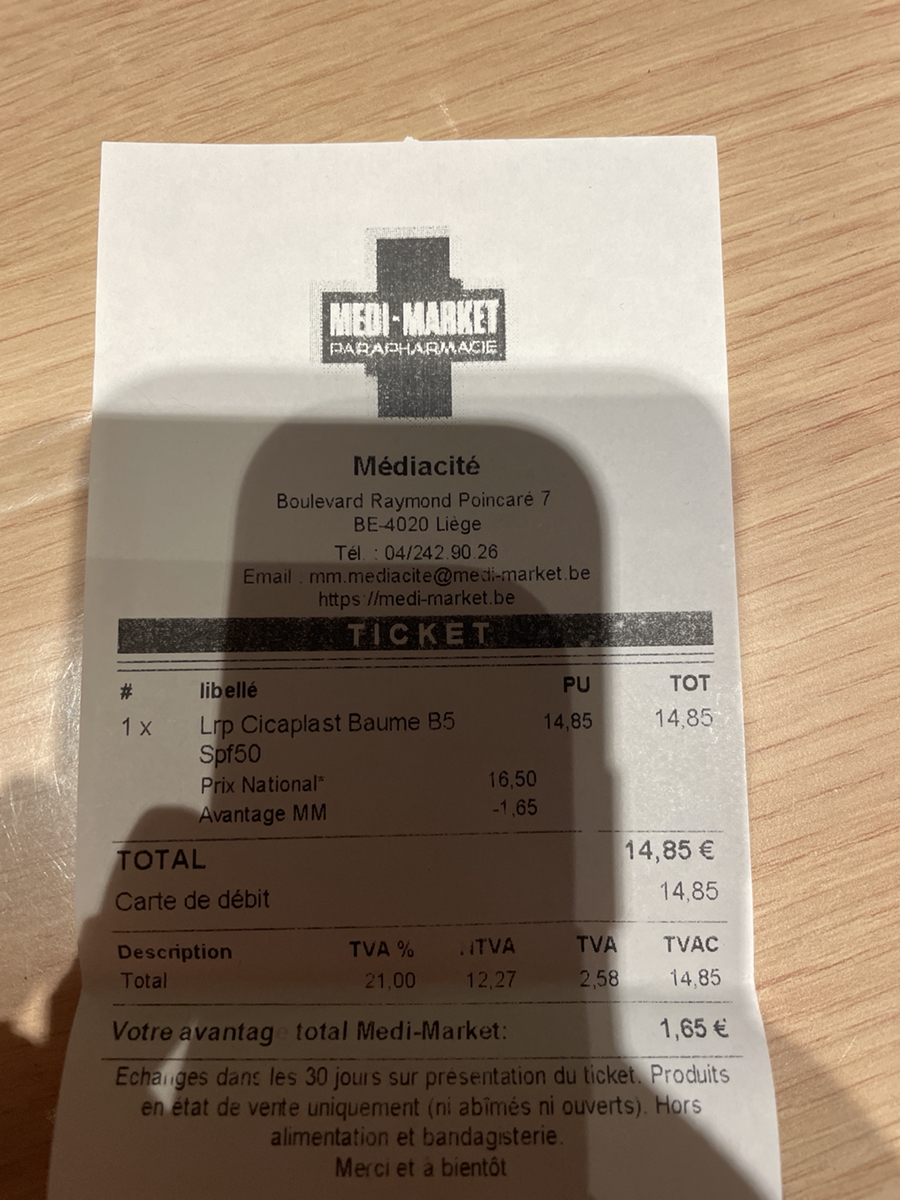 MEDI-MARKET
PARAPHARMACIE
Médiacité
Boulevard Raymond Poincaré 7
BE-4020 Liège
Tél. : 04/242.90.26
Email : mm.mediacite@medi-market.be
https://medi-market.be
TICKET
# libellé PU TOT
1 x Lrp Cicaplast Baume B5 14,85 14,85
Spf50
Prix National* 16,50
Avantage MM -1,65
TOTAL 14,85 €
Carte de débit 14,85
Description TVA % HTVA TVA TVAC
Total 21,00 12,27 2,58 14,85
Votre avantage total Medi-Market: 1,65 €
Echanges dans les 30 jours sur présentation du ticket. Produits
en état de vente uniquement (ni abîmés ni ouverts). Hors
alimentation et bandagisterie.
Merci et à bientôt